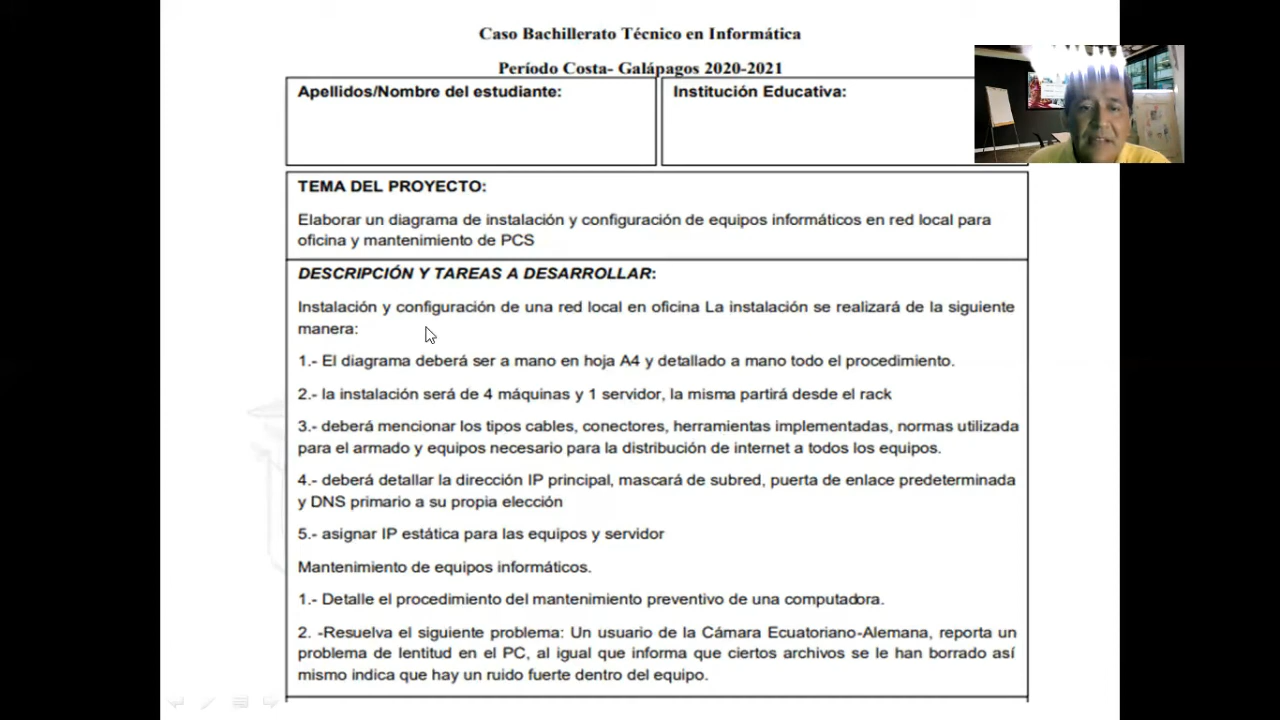 Caso Bachillerato Técnico en Informática
Período Costa- Galápagos 2020-2021
Apellidos/Nombre del estudiante:
Institución Educativa:
TEMA DEL PROYECTO:
Elaborar un diagrama de instalación y configuración de equipos informáticos en red local para
oficina y mantenimiento de PCS
DESCRIPCIÓN Y TAREAS A DESARROLLAR:
Instalación y configuración de una red local en oficina La instalación se realizará de la siguiente
manera:
1.- El diagrama deberá ser a mano en hoja A4 y detallado a mano todo el procedimiento.
2.- la instalación será de 4 máquinas y 1 servidor, la misma partirá desde el rack
3.- deberá mencionar los tipos cables, conectores, herramientas implementadas, normas utilizada
para el armado y equipos necesario para la distribución de internet a todos los equipos.
4.- deberá detallar la dirección IP principal, mascará de subred, puerta de enlace predeterminada
y DNS primario a su propia elección
5.- asignar IP estática para las equipos y servidor
Mantenimiento de equipos informáticos.
1.- Detalle el procedimiento del mantenimiento preventivo de una computadora.
2. -Resuelva el siguiente problema: Un usuario de la Cámara Ecuatoriano-Alemana, reporta un
problema de lentitud en el PC, al igual que informa que ciertos archivos se le han borrado así
mismo indica que hay un ruido fuerte dentro del equipo.